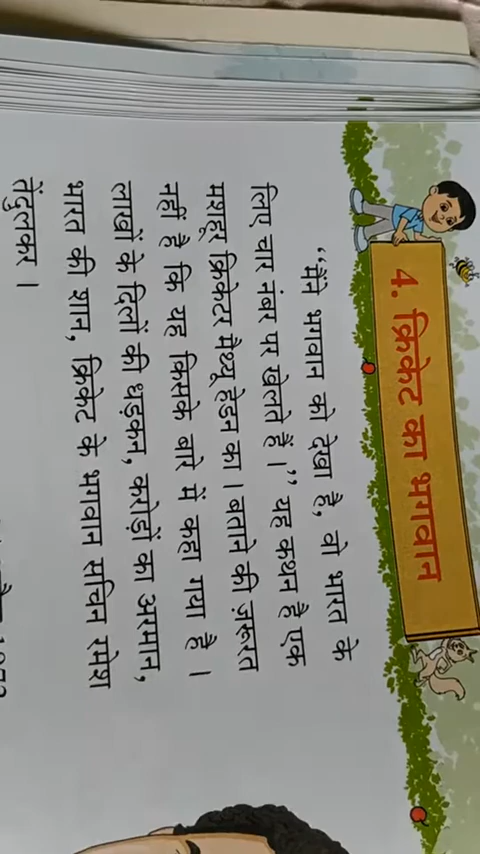 4. क्रिकेट का भगवान
“मैंने भगवान को देखा है, वो भारत के
लिए चार नंबर पर खेलते हैं।” यह कथन है एक
मशहूर क्रिकेटर मैथ्यू हेडन का। बताने की ज़रूरत
नहीं है कि यह किसके बारे में कहा गया है।
लाखों के दिलों की धड़कन, करोड़ों का अरमान,
भारत की शान, क्रिकेट के भगवान सचिन रमेश
तेंदुलकर।